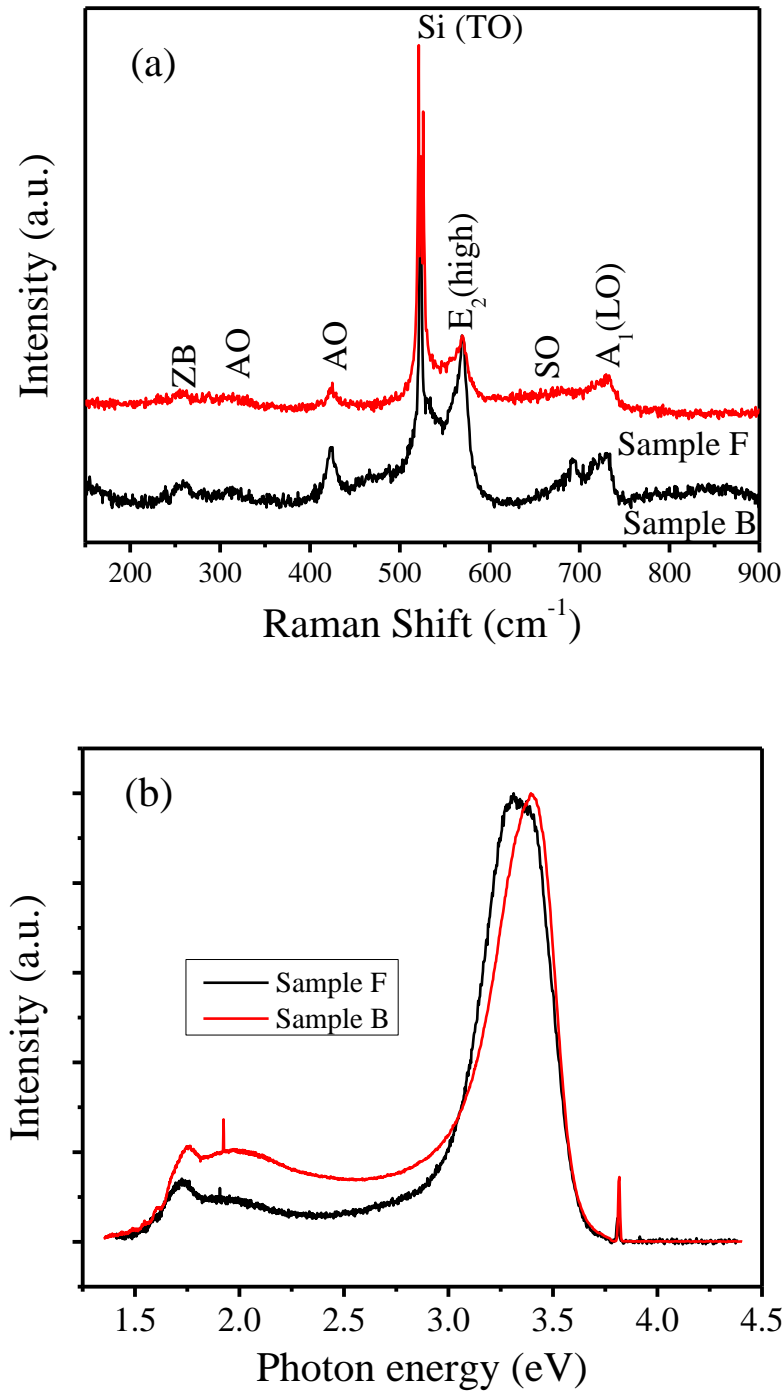 Si (TO)
(a)
ZB
AO
AO
E2(high)
SO
A1(LO)
Sample F
Sample B
Intensity (a.u.)
200 300 400 500 600 700 800 900
Raman Shift (cm-1)
(b)
Sample F
Sample B
Intensity (a.u.)
1.5 2.0 2.5 3.0 3.5 4.0 4.5
Photon energy (eV)